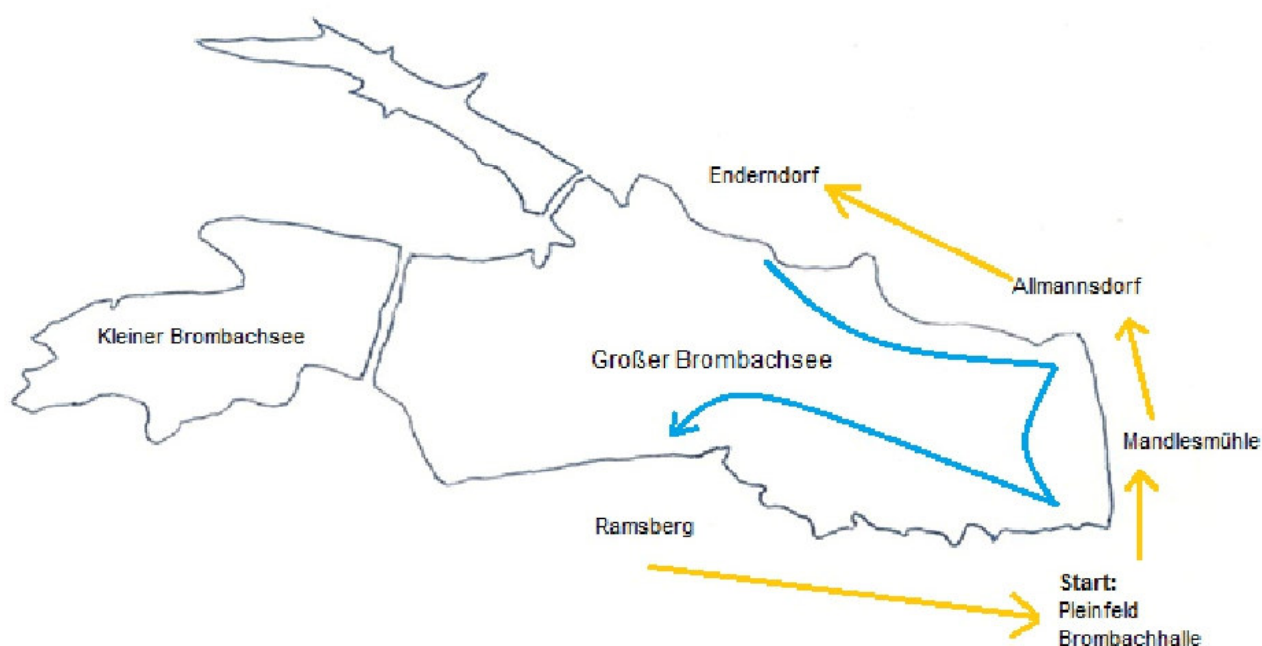 Enderndorf
Allmannsdorf
Kleiner Brombachsee
Großer Brombachsee
Mandlesmühle
Ramsberg
Start:
Pleinfeld
Brombachhalle